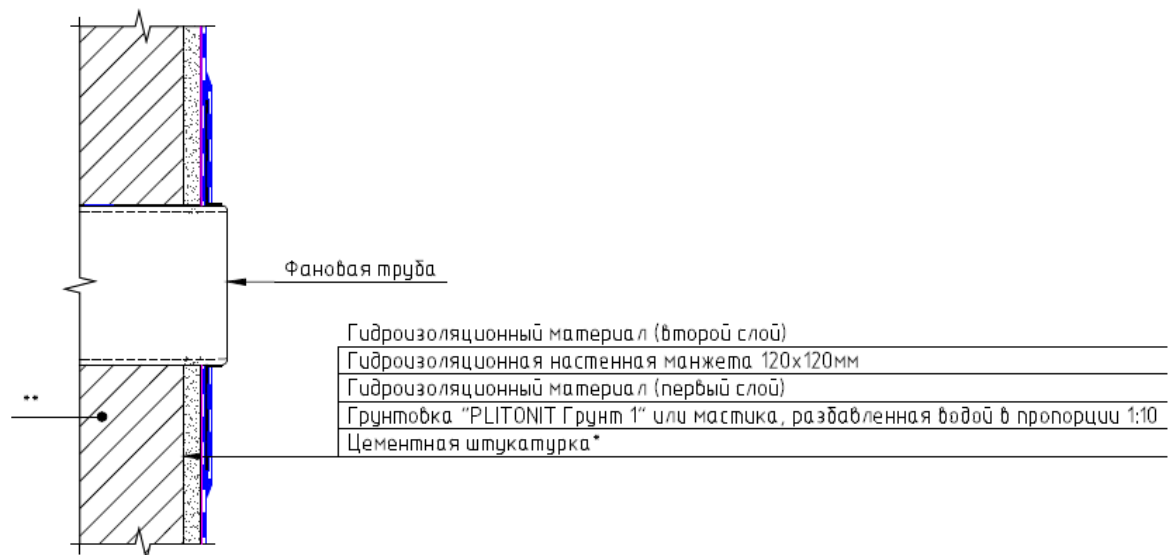 Фановая труба
Гидроизоляционный материал (второй слой)
Гидроизоляционная настенная манжета 120х120мм
Гидроизоляционный материал (первый слой)
**
Грунтовка "PLITONIT Грунт 1" или мастика, разбавленная водой в пропорции 1:10
Цементная штукатурка*